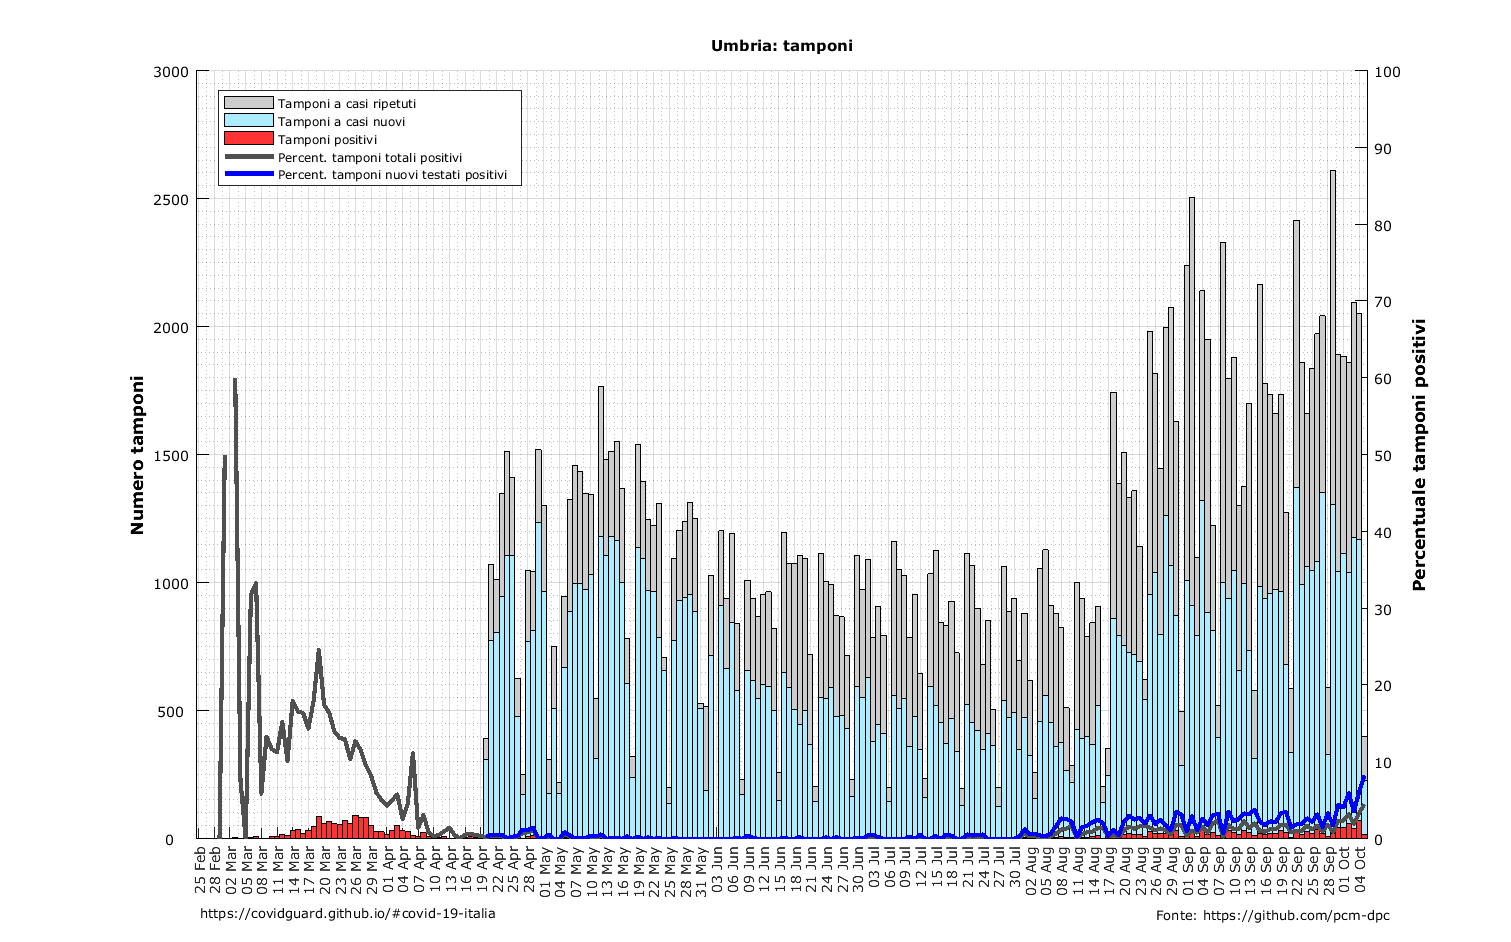 Umbria: tamponi
Tamponi a casi ripetuti
Tamponi a casi nuovi
Tamponi positivi
Percent. tamponi totali positivi
Percent. tamponi nuovi testati positivi
Numero tamponi
3000
2500
2000
1500
1000
500
0
Percentuale tamponi positivi
100
90
80
70
60
50
40
30
20
10
0
25 Feb
28 Feb
02 Mar
05 Mar
08 Mar
11 Mar
14 Mar
17 Mar
20 Mar
23 Mar
26 Mar
29 Mar
01 Apr
04 Apr
07 Apr
10 Apr
13 Apr
16 Apr
19 Apr
22 Apr
25 Apr
28 Apr
01 May
04 May
07 May
10 May
13 May
16 May
19 May
22 May
25 May
28 May
31 May
03 Jun
06 Jun
09 Jun
12 Jun
15 Jun
18 Jun
21 Jun
24 Jun
27 Jun
30 Jun
03 Jul
06 Jul
09 Jul
12 Jul
15 Jul
18 Jul
21 Jul
24 Jul
27 Jul
30 Jul
02 Aug
05 Aug
08 Aug
11 Aug
14 Aug
17 Aug
20 Aug
23 Aug
26 Aug
29 Aug
01 Sep
04 Sep
07 Sep
10 Sep
13 Sep
16 Sep
19 Sep
22 Sep
25 Sep
28 Sep
01 Oct
04 Oct
https://covidguard.github.io/#covid-19-italia
Fonte: https://github.com/pcm-dpc